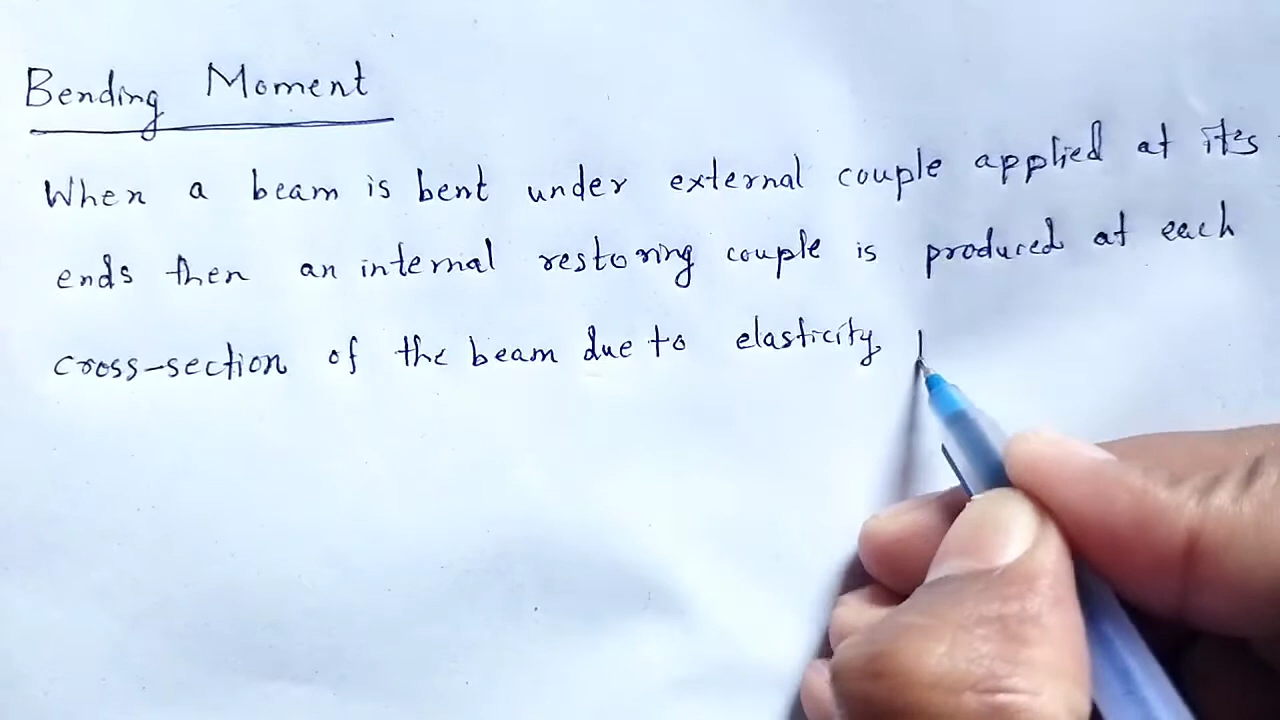 Bending Moment
When a beam is bent under external couple applied at its
ends then an internal restoring couple is produced at each
cross-section of the beam due to elasticity